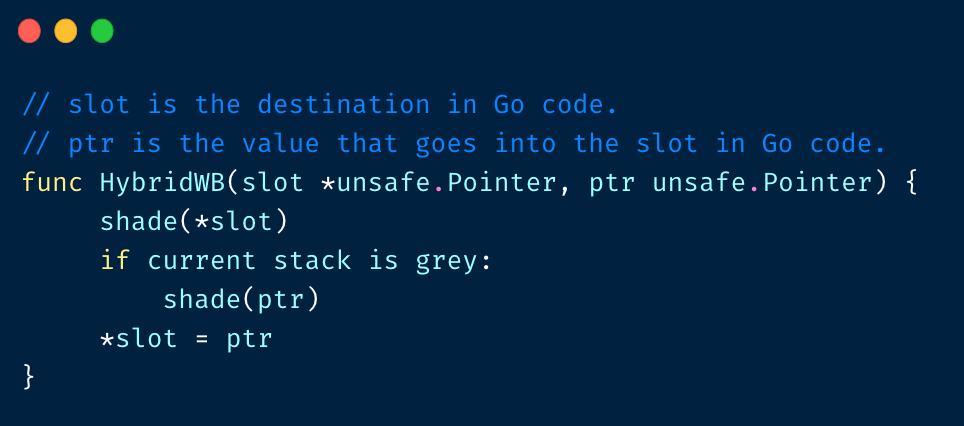 // slot is the destination in Go code.
// ptr is the value that goes into the slot in Go code.
func HybridWB(slot *unsafe.Pointer, ptr unsafe.Pointer) {
     shade(*slot)
     if current stack is grey:
         shade(ptr)
     *slot = ptr
}